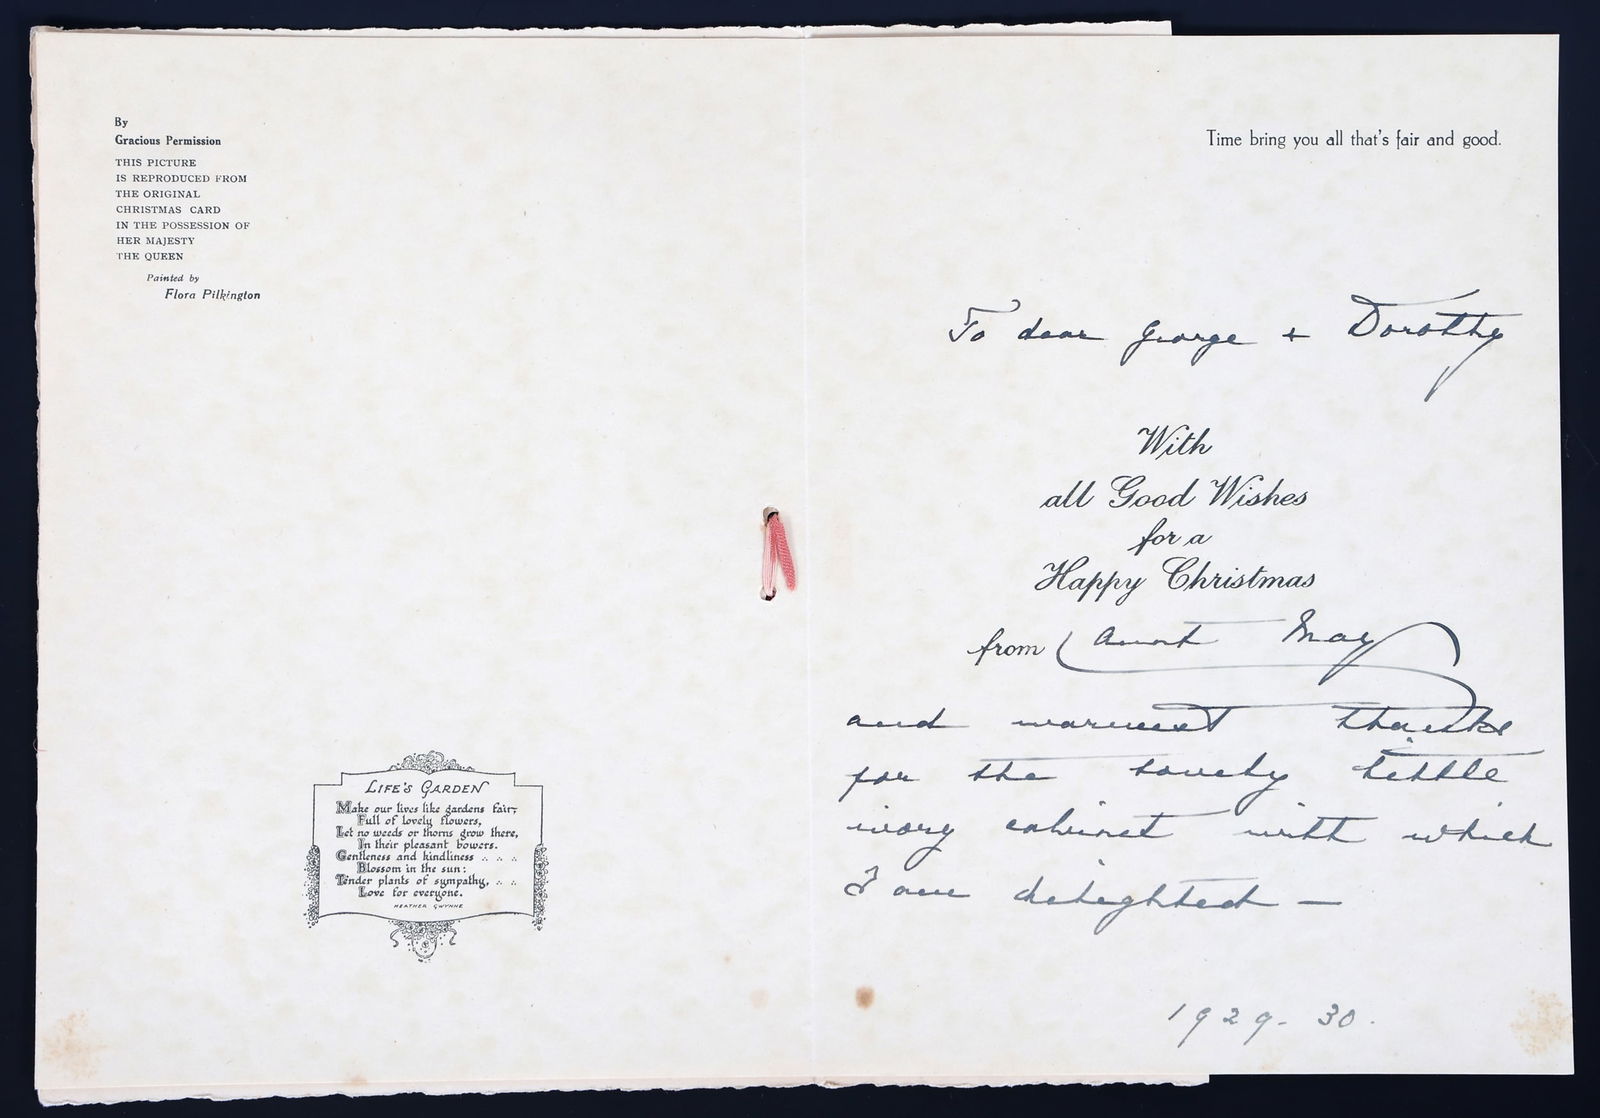 By
Gracious Permission
THIS PICTURE
IS REPRODUCED FROM
THE ORIGINAL
CHRISTMAS CARD
IN THE POSSESSION OF
HER MAJESTY
THE QUEEN
Painted by
Flora Pilkington
LIFE'S GARDEN
Make our lives like gardens fair,
Full of lovely flowers,
Let no weeds or thorns grow there,
In their pleasant bowers.
Gentleness and kindliness
Blossom in the sun:
Tender plants of sympathy,
Love for everyone.
HEATHER GWYNNE
Time bring you all that's fair and good.
To dear George + Dorothy
With
all Good Wishes
for a
Happy Christmas
from Aunt May
and warmest thanks
for the lovely little
ivory cabinet with which
I am delighted —
1929-30.